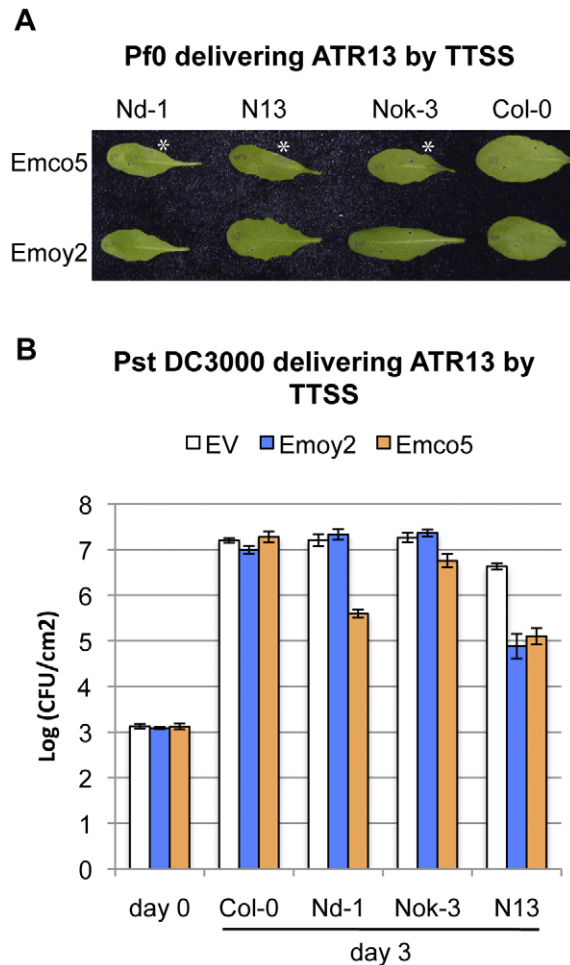 A
Pf0 delivering ATR13 by TTSS
Nd-1 N13 Nok-3 Col-0
Emco5 * * *
Emoy2
B
Pst DC3000 delivering ATR13 by
TTSS
EV Emoy2 Emco5
8
7
6
5
4
3
2
1
0
Log (CFU/cm2)
day 0 Col-0 Nd-1 Nok-3 N13
day 3